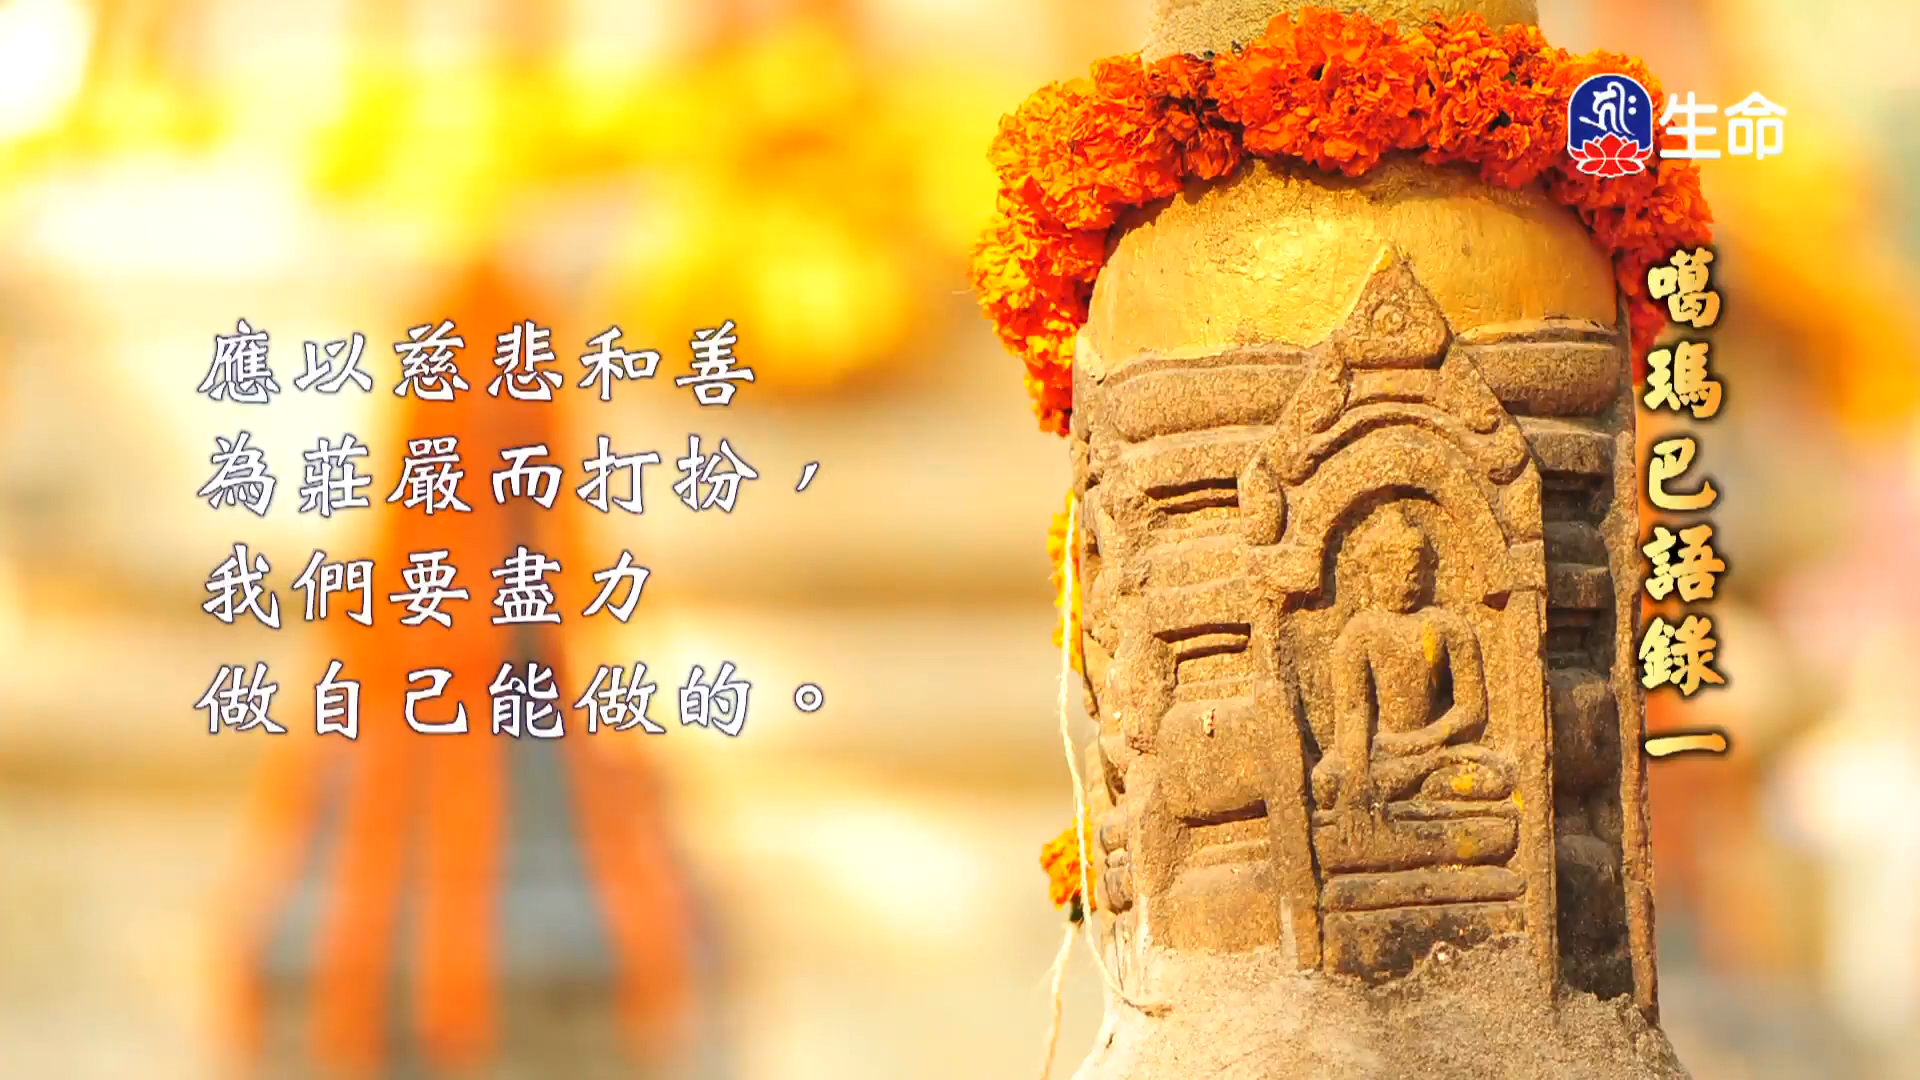 生命
應以慈悲和善
為莊嚴而打扮，
我們要盡力
做自己能做的。
噶瑪巴語錄一